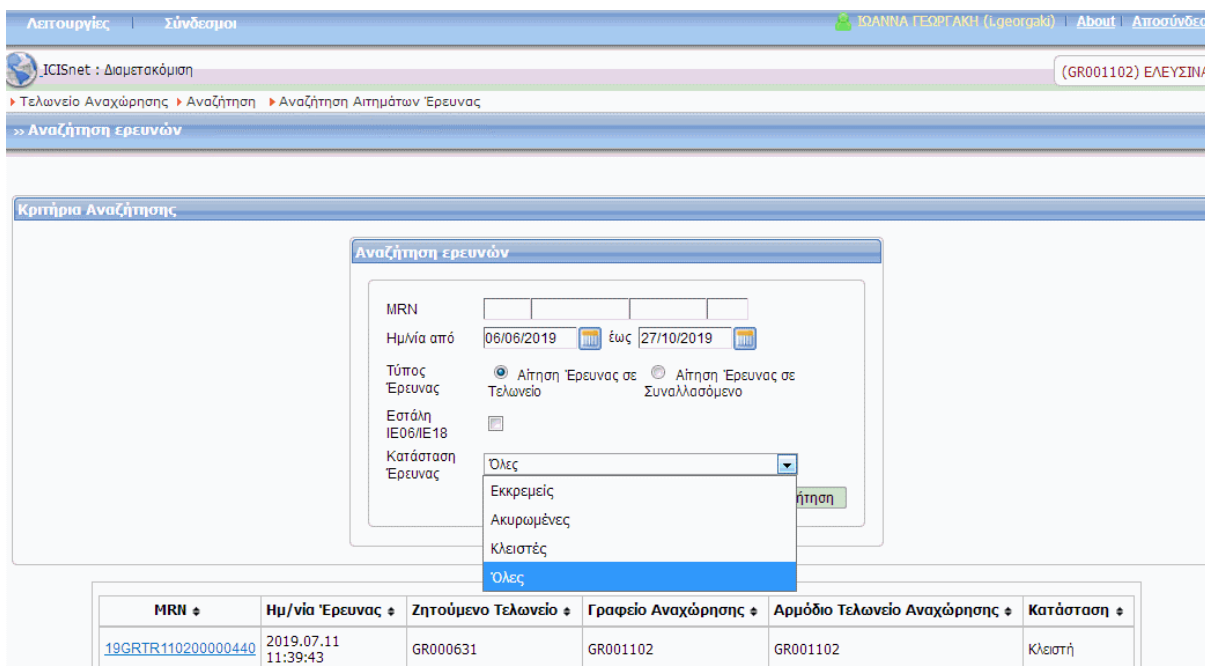 Λειτουργίες | Σύνδεσμοι
ΙΩΑΝΝΑ ΓΕΩΡΓΑΚΗ (i.georgaki) | About | Αποσύνδεσ
ICISnet : Διαμετακόμιση
(GR001102) ΕΛΕΥΣΙΝΑ
Τελωνείο Αναχώρησης Αναζήτηση Αναζήτηση Αιτημάτων Έρευνας
» Αναζήτηση ερευνών
Κριτήρια Αναζήτησης
Αναζήτηση ερευνών
MRN
Ημ/νία από 06/06/2019 έως 27/10/2019
Τύπος Έρευνας
Αίτηση Έρευνας σε Τελωνείο
Αίτηση Έρευνας σε Συναλλασόμενο
Εστάλη
IE06/IE18
Κατάσταση Έρευνας
Όλες
Εκκρεμείς
ήτηση
Ακυρωμένες
Κλειστές
Όλες
MRN Ημ/νία Έρευνας Ζητούμενο Τελωνείο Γραφείο Αναχώρησης Αρμόδιο Τελωνείο Αναχώρησης Κατάσταση
19GRTR110200000440 2019.07.11 11:39:43 GR000631 GR001102 GR001102 Κλειστή